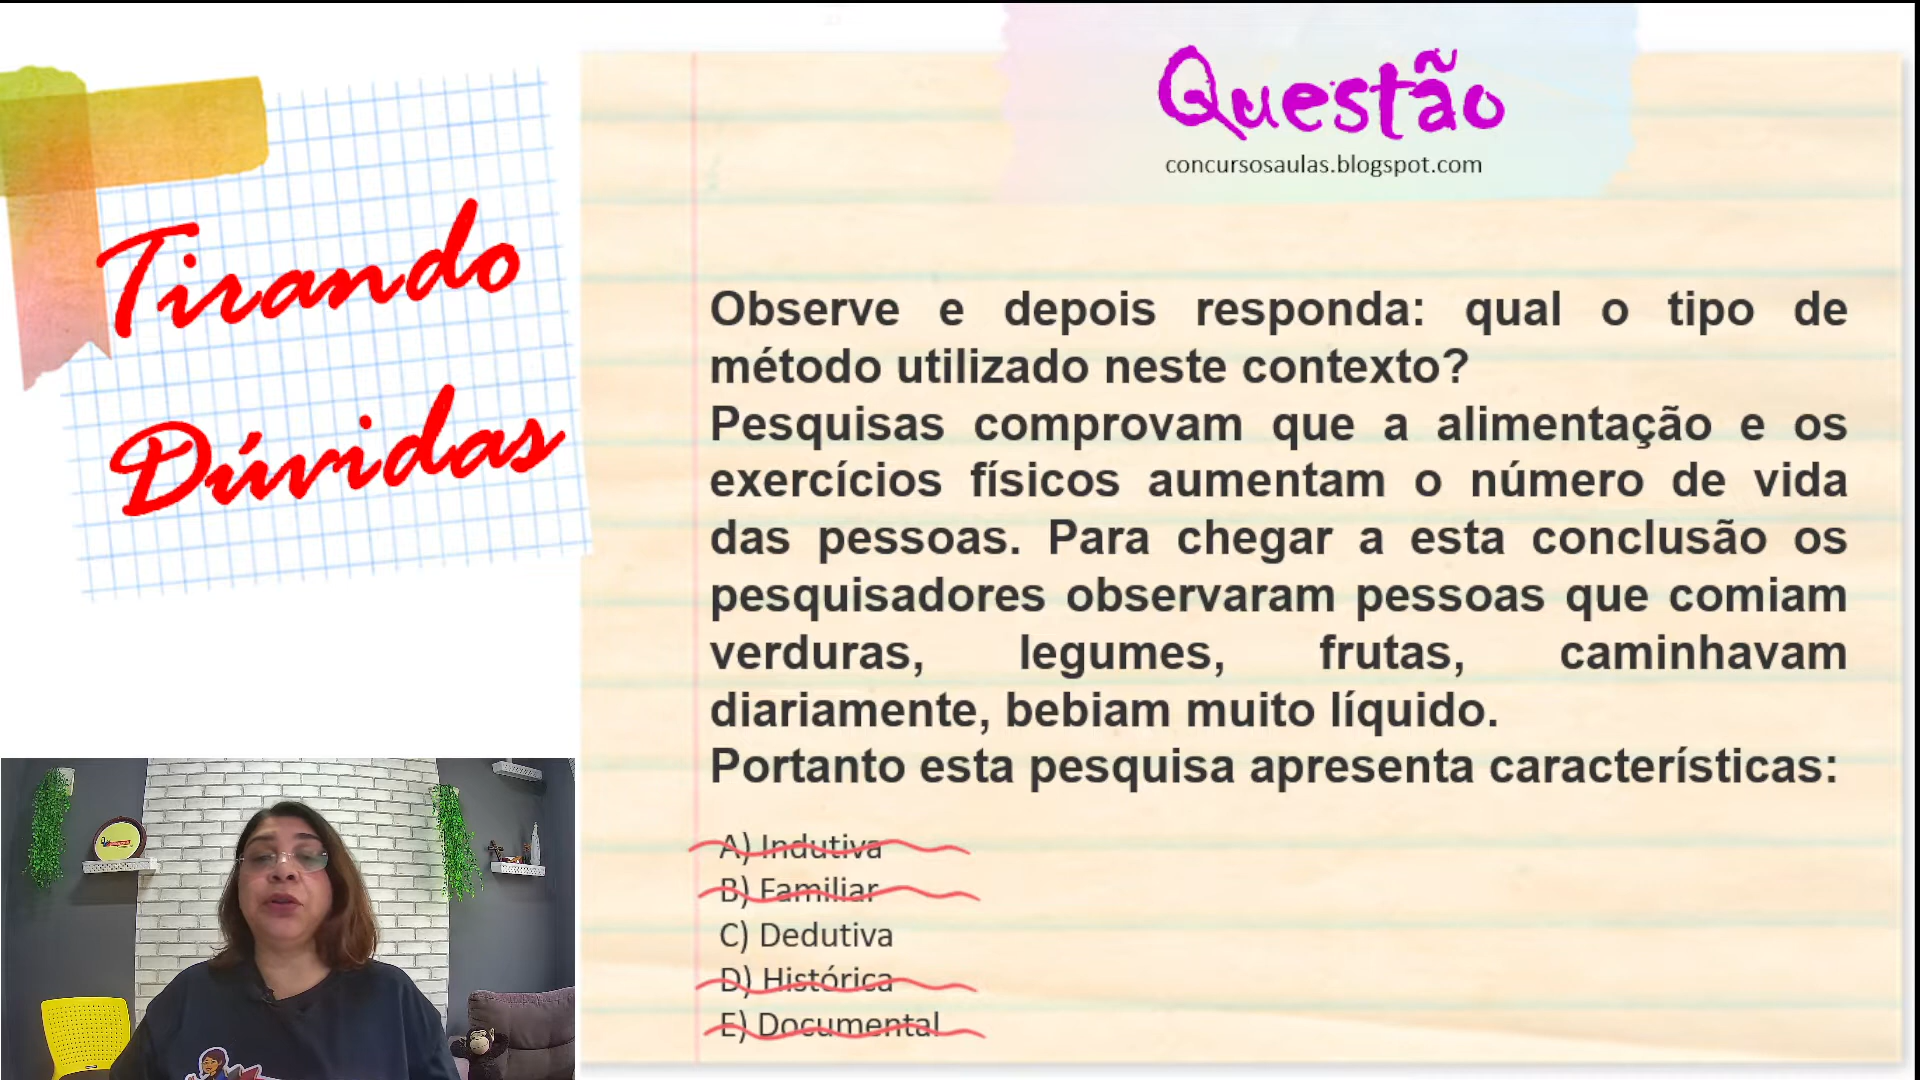 Tirando
Dúvidas
Questão
concursosaulas.blogspot.com
Observe e depois responda: qual o tipo de
método utilizado neste contexto?
Pesquisas comprovam que a alimentação e os
exercícios físicos aumentam o número de vida
das pessoas. Para chegar a esta conclusão os
pesquisadores observaram pessoas que comiam
verduras, legumes, frutas, caminhavam
diariamente, bebiam muito líquido.
Portanto esta pesquisa apresenta características:
A) Indutiva
B) Familiar
C) Dedutiva
D) Histórica
E) Documental